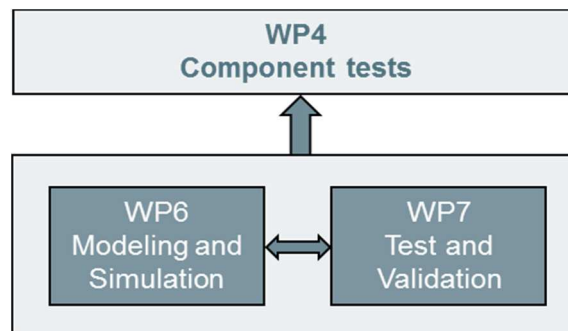 WP4
Component tests
WP6
Modeling and
Simulation
WP7
Test and
Validation